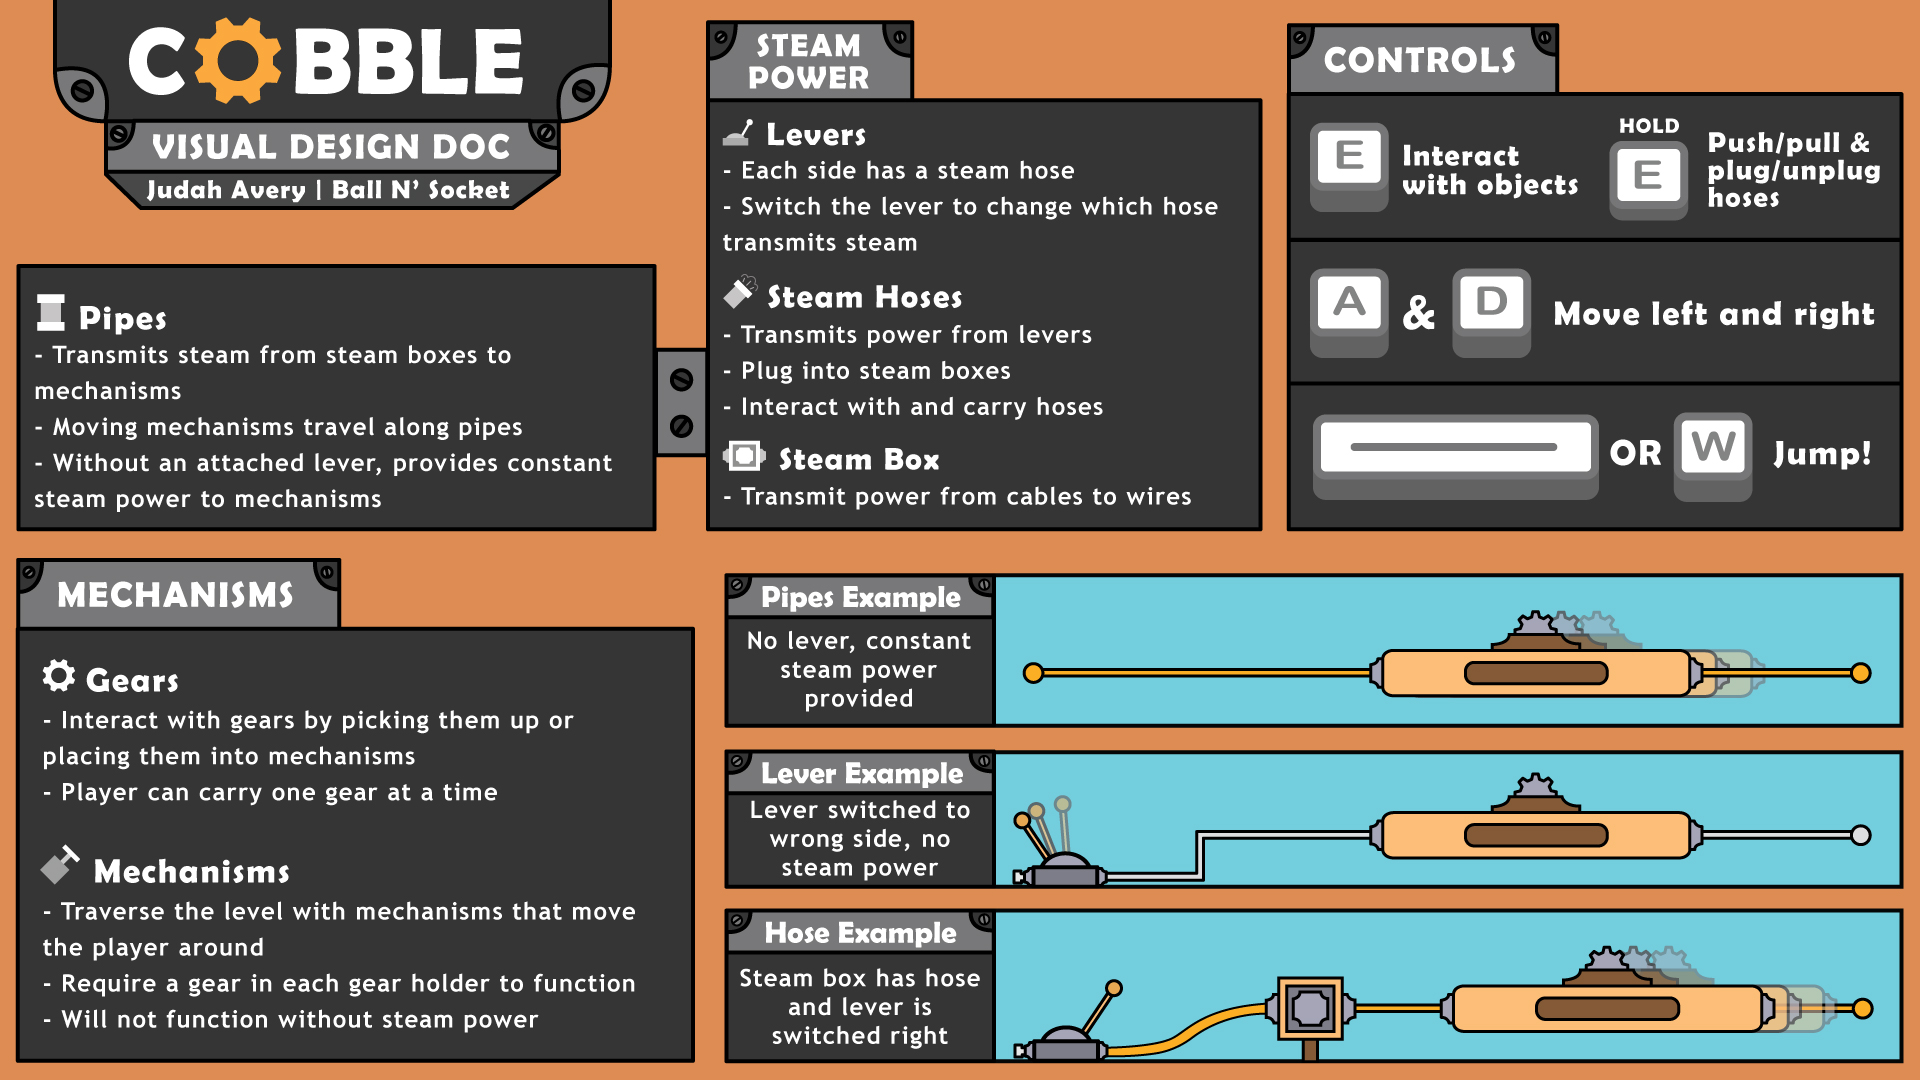 COBBLE
VISUAL DESIGN DOC
Judah Avery | Ball N' Socket
Pipes
- Transmits steam from steam boxes to
mechanisms
- Moving mechanisms travel along pipes
- Without an attached lever, provides constant
steam power to mechanisms
STEAM
POWER
Levers
- Each side has a steam hose
- Switch the lever to change which hose
transmits steam
Steam Hoses
- Transmits power from levers
- Plug into steam boxes
- Interact with and carry hoses
Steam Box
- Transmit power from cables to wires
CONTROLS
E
Interact
with objects
HOLD
E
Push/pull &
plug/unplug
hoses
A & D Move left and right
OR W Jump!
MECHANISMS
Gears
- Interact with gears by picking them up or
placing them into mechanisms
- Player can carry one gear at a time
Mechanisms
- Traverse the level with mechanisms that move
the player around
- Require a gear in each gear holder to function
- Will not function without steam power
Pipes Example
No lever, constant
steam power
provided
Lever Example
Lever switched to
wrong side, no
steam power
Hose Example
Steam box has hose
and lever is
switched right